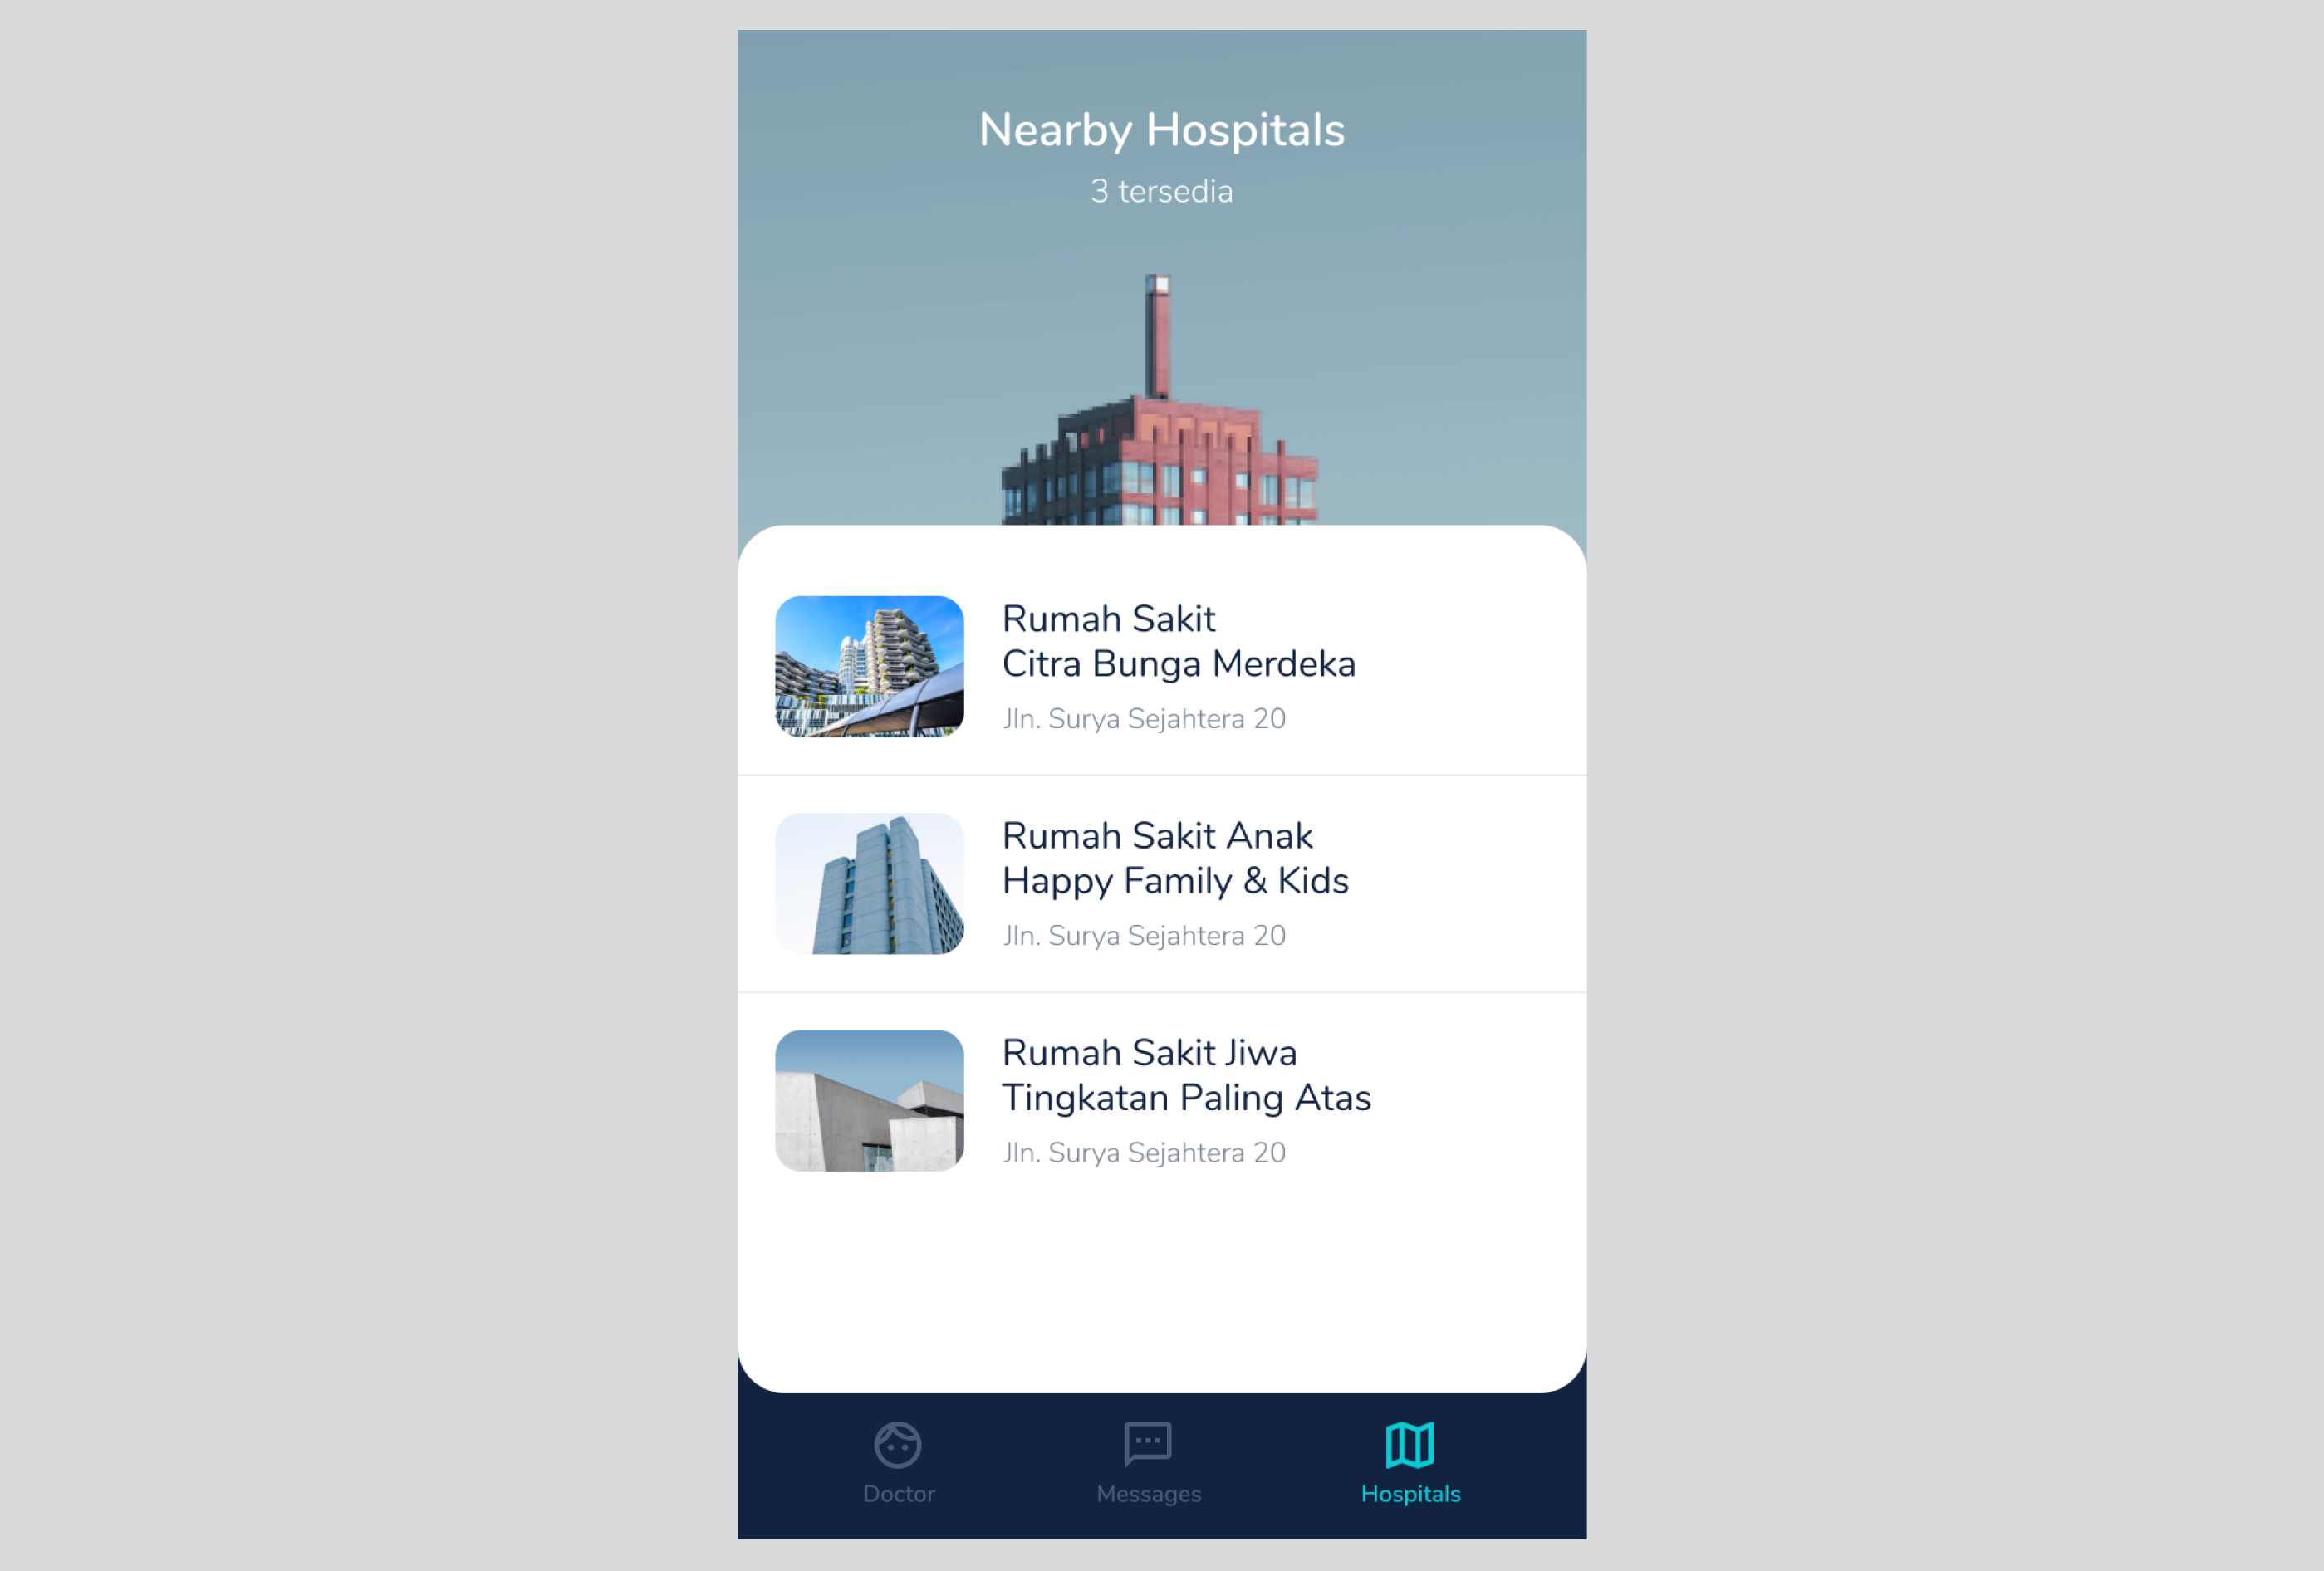 Nearby Hospitals
3 tersedia
Rumah Sakit
Citra Bunga Merdeka
Jln. Surya Sejahtera 20
Rumah Sakit Anak
Happy Family & Kids
Jln. Surya Sejahtera 20
Rumah Sakit Jiwa
Tingkatan Paling Atas
Jln. Surya Sejahtera 20
Doctor
Messages
Hospitals